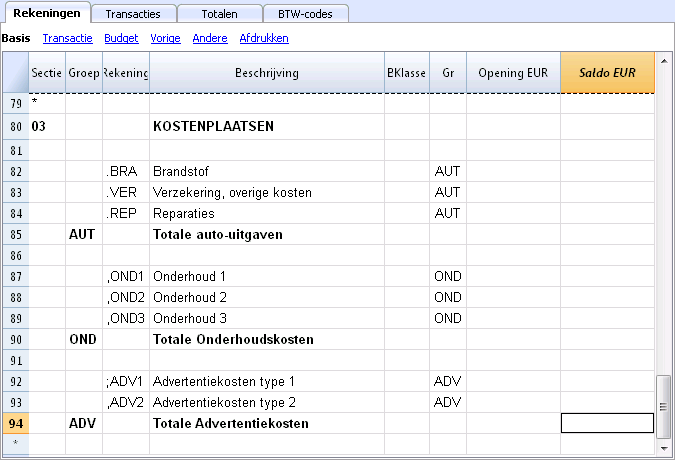 Rekeningen Transacties Totalen BTW-codes
Basis Transactie Budget Vorige Andere Afdrukken
Sectie Groep Rekening Beschrijving BKlasse Gr Opening EUR Saldo EUR
79 *
80 03 KOSTENPLAATSEN
81
82 .BRA Brandstof AUT
83 .VER Verzekering, overige kosten AUT
84 .REP Reparaties AUT
85 AUT Totale auto-uitgaven
86
87 ,OND1 Onderhoud 1 OND
88 ,OND2 Onderhoud 2 OND
89 ,OND3 Onderhoud 3 OND
90 OND Totale Onderhoudskosten
91
92 ;ADV1 Advertentiekosten type 1 ADV
93 ,ADV2 Advertentiekosten type 2 ADV
94 ADV Totale Advertentiekosten
*